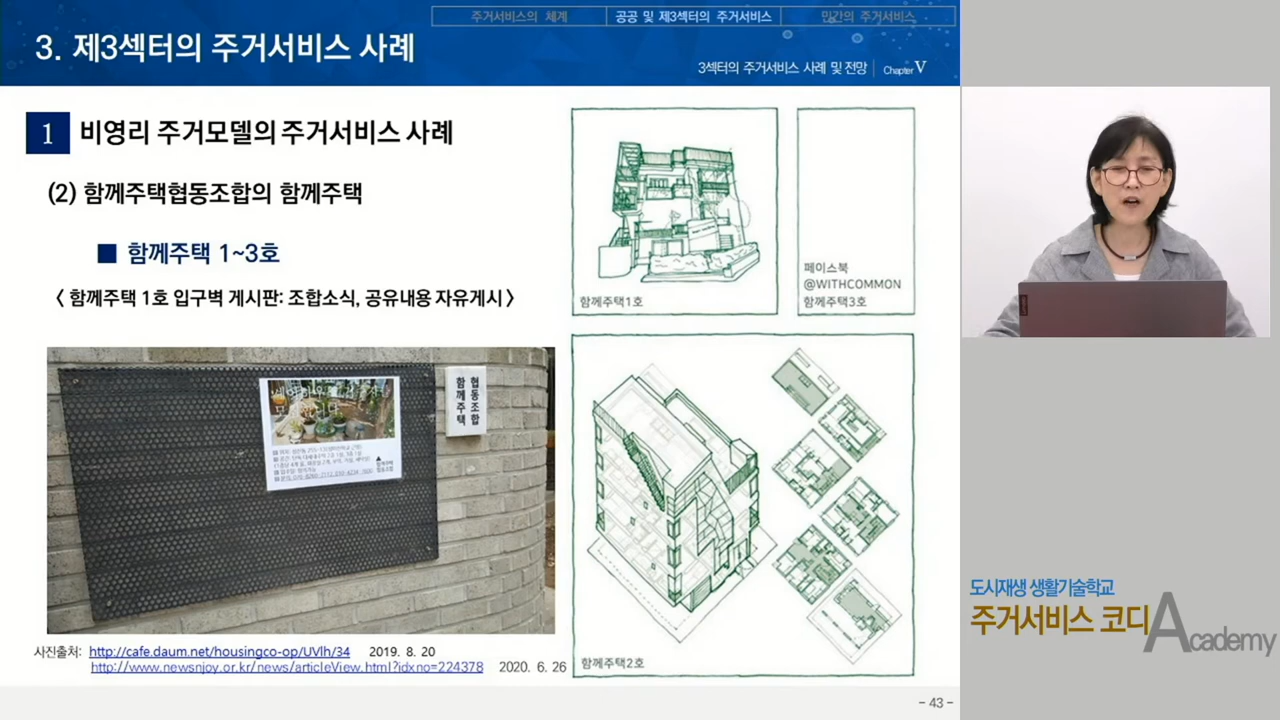 주거서비스의 체계
공공 및 제3섹터의 주거서비스
민간의 주거서비스
3. 제3섹터의 주거서비스 사례
3섹터의 주거서비스 사례 및 전망
Chapter V
1 비영리 주거모델의 주거서비스 사례
(2) 함께주택협동조합의 함께주택
■ 함께주택 1~3호
< 함께주택 1호 입구벽 게시판: 조합소식, 공유내용 자유게시 >
함께주택
협동조합
사진출처: http://cafe.daum.net/housingco-op/UVlh/34 2019. 8. 20
http://www.newsnjoy.or.kr/news/articleView.html?idxno=224378 2020. 6. 26
함께주택1호
페이스북
@WITHCOMMON
함께주택3호
함께주택2호
- 43 -
도시재생 생활기술학교
주거서비스 코디 Academy